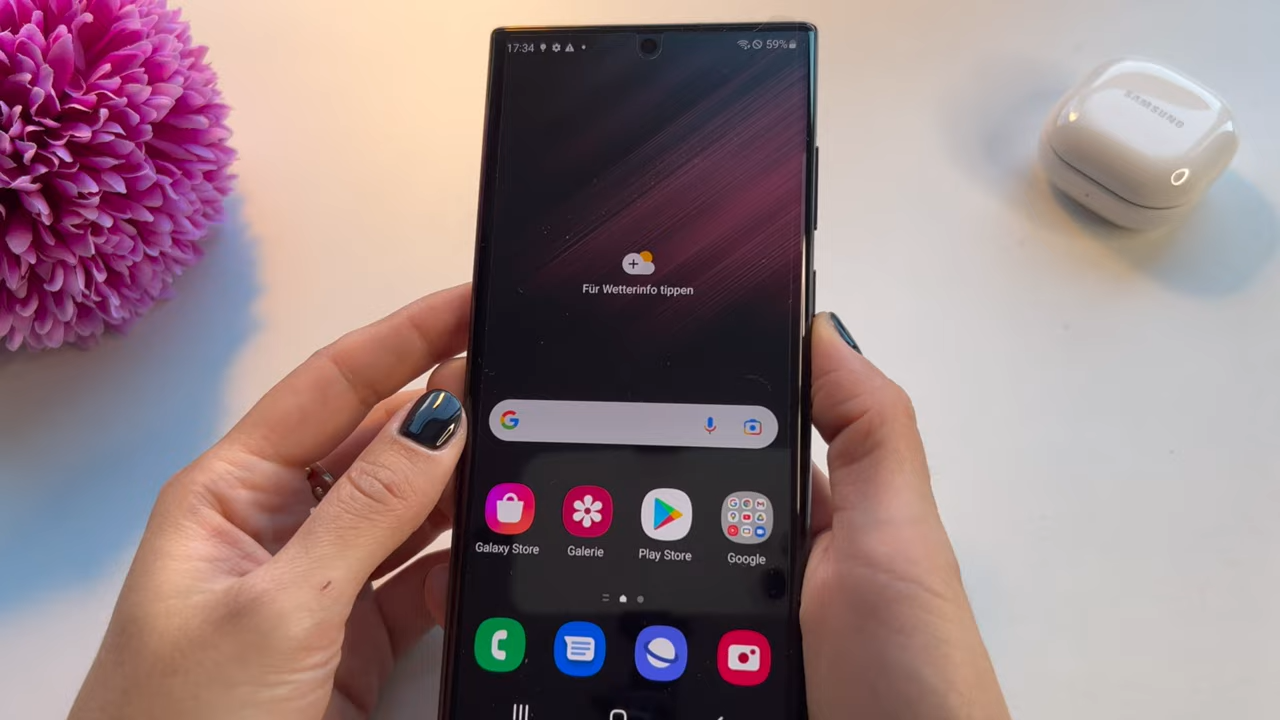 17:34
59%
SAMSUNG
Für Wetterinfo tippen
G
Galaxy Store
Galerie
Play Store
Google